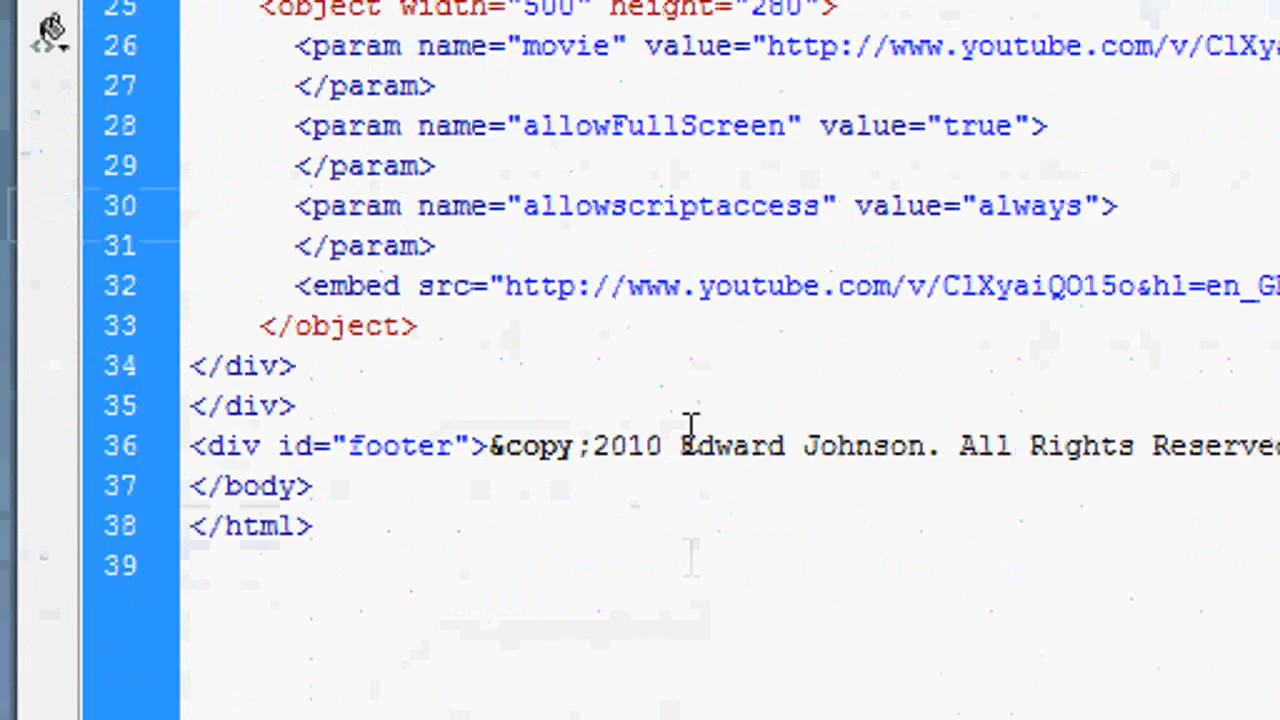 25 <object width="500" height="280">
26 <param name="movie" value="http://www.youtube.com/v/ClXya
27 </param>
28 <param name="allowFullScreen" value="true">
29 </param>
30 <param name="allowscriptaccess" value="always">
31 </param>
32 <embed src="http://www.youtube.com/v/ClXyaiQO15o&hl=en_G
33 </object>
34 </div>
35 </div>
36 <div id="footer">&copy;2010 Edward Johnson. All Rights Reserved
37 </body>
38 </html>
39